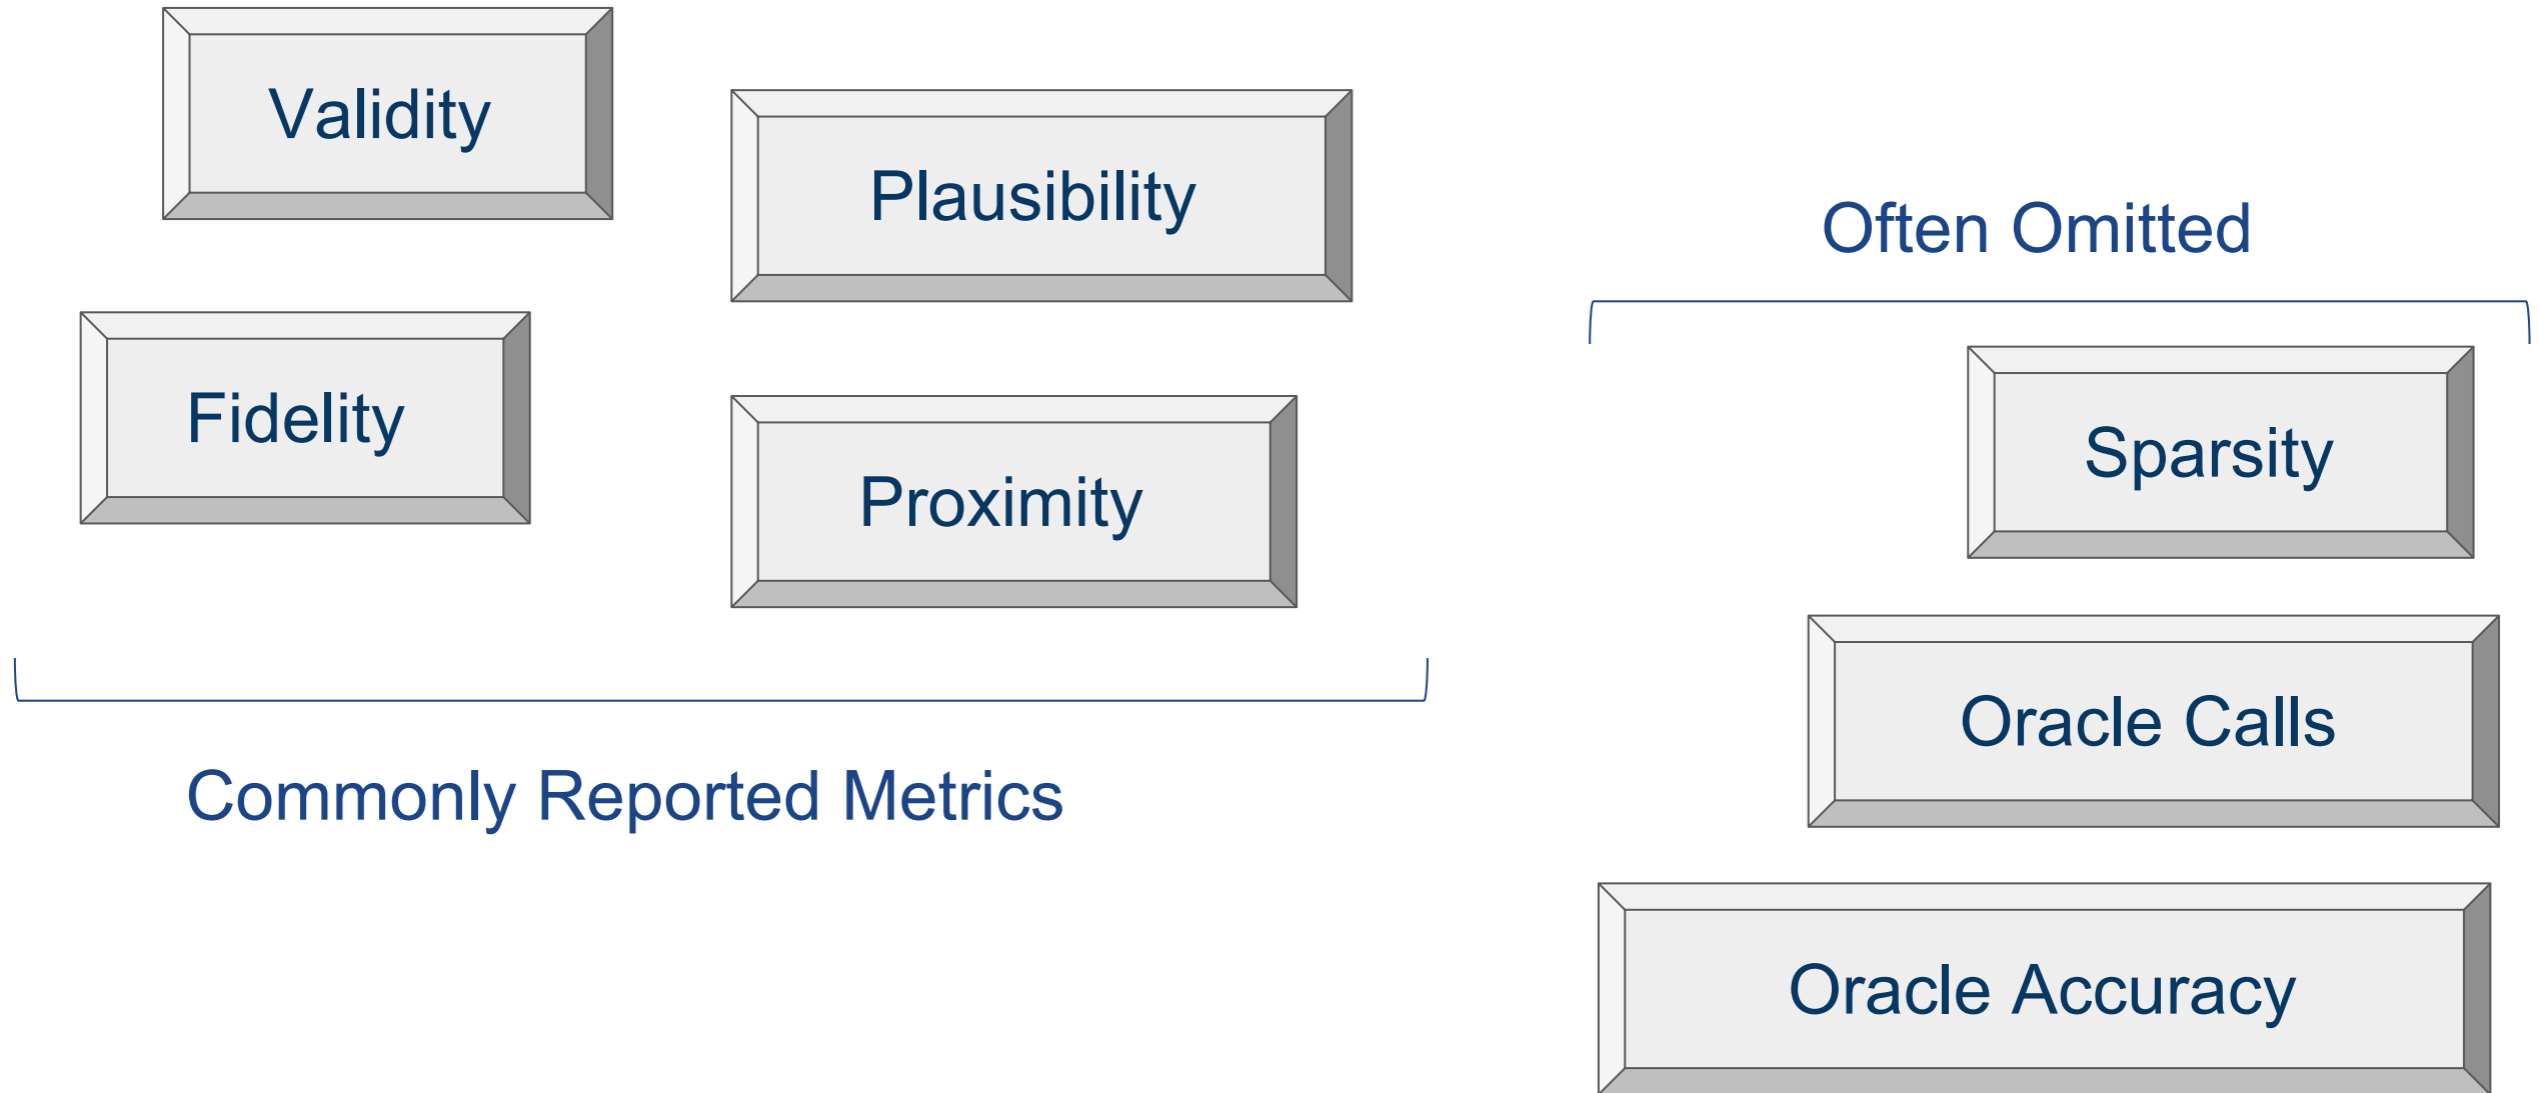 Validity
Plausibility
Fidelity
Proximity
Commonly Reported Metrics
Often Omitted
Sparsity
Oracle Calls
Oracle Accuracy